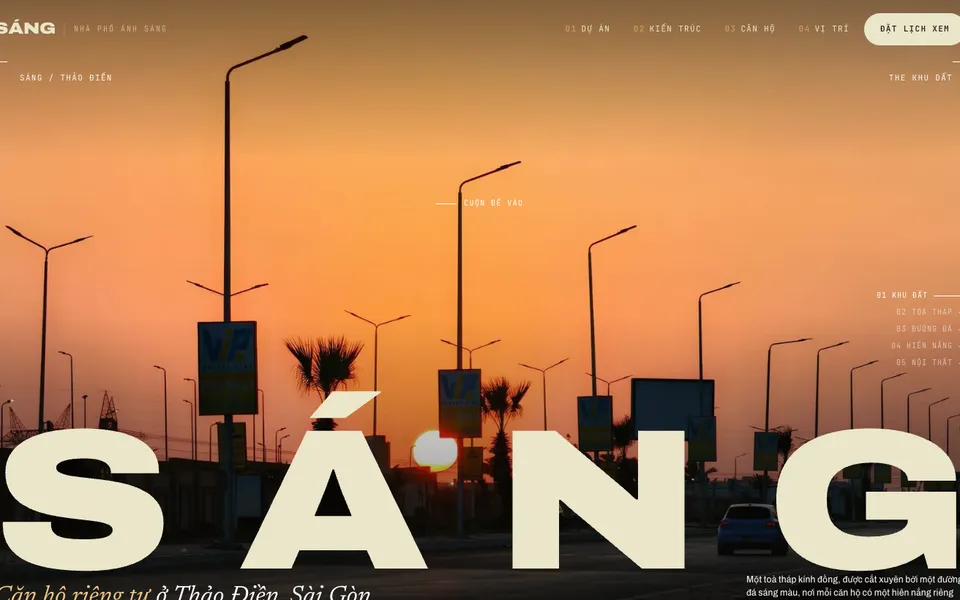 SÁNG
NHÀ PHỐ ÁNH SÁNG
01 DỰ ÁN
02 KIẾN TRÚC
03 CĂN HỘ
04 VỊ TRÍ
ĐẶT LỊCH XEM
SÁNG / THẢO ĐIỀN
THE KHU ĐẤT
CUỘN ĐỂ VÀO
01 KHU ĐẤT
02 TÒA THÁP
03 ĐƯỜNG ĐÁ
04 HIÊN NẮNG
05 NỘI THẤT
VIP
VIP
SÁNG
Căn hộ riêng tư ở Thảo Điền, Sài Gòn
Một toà tháp kính đồng, được cắt xuyên bởi một đường
đá sáng màu, nơi mỗi căn hộ có một hiên nắng riêng